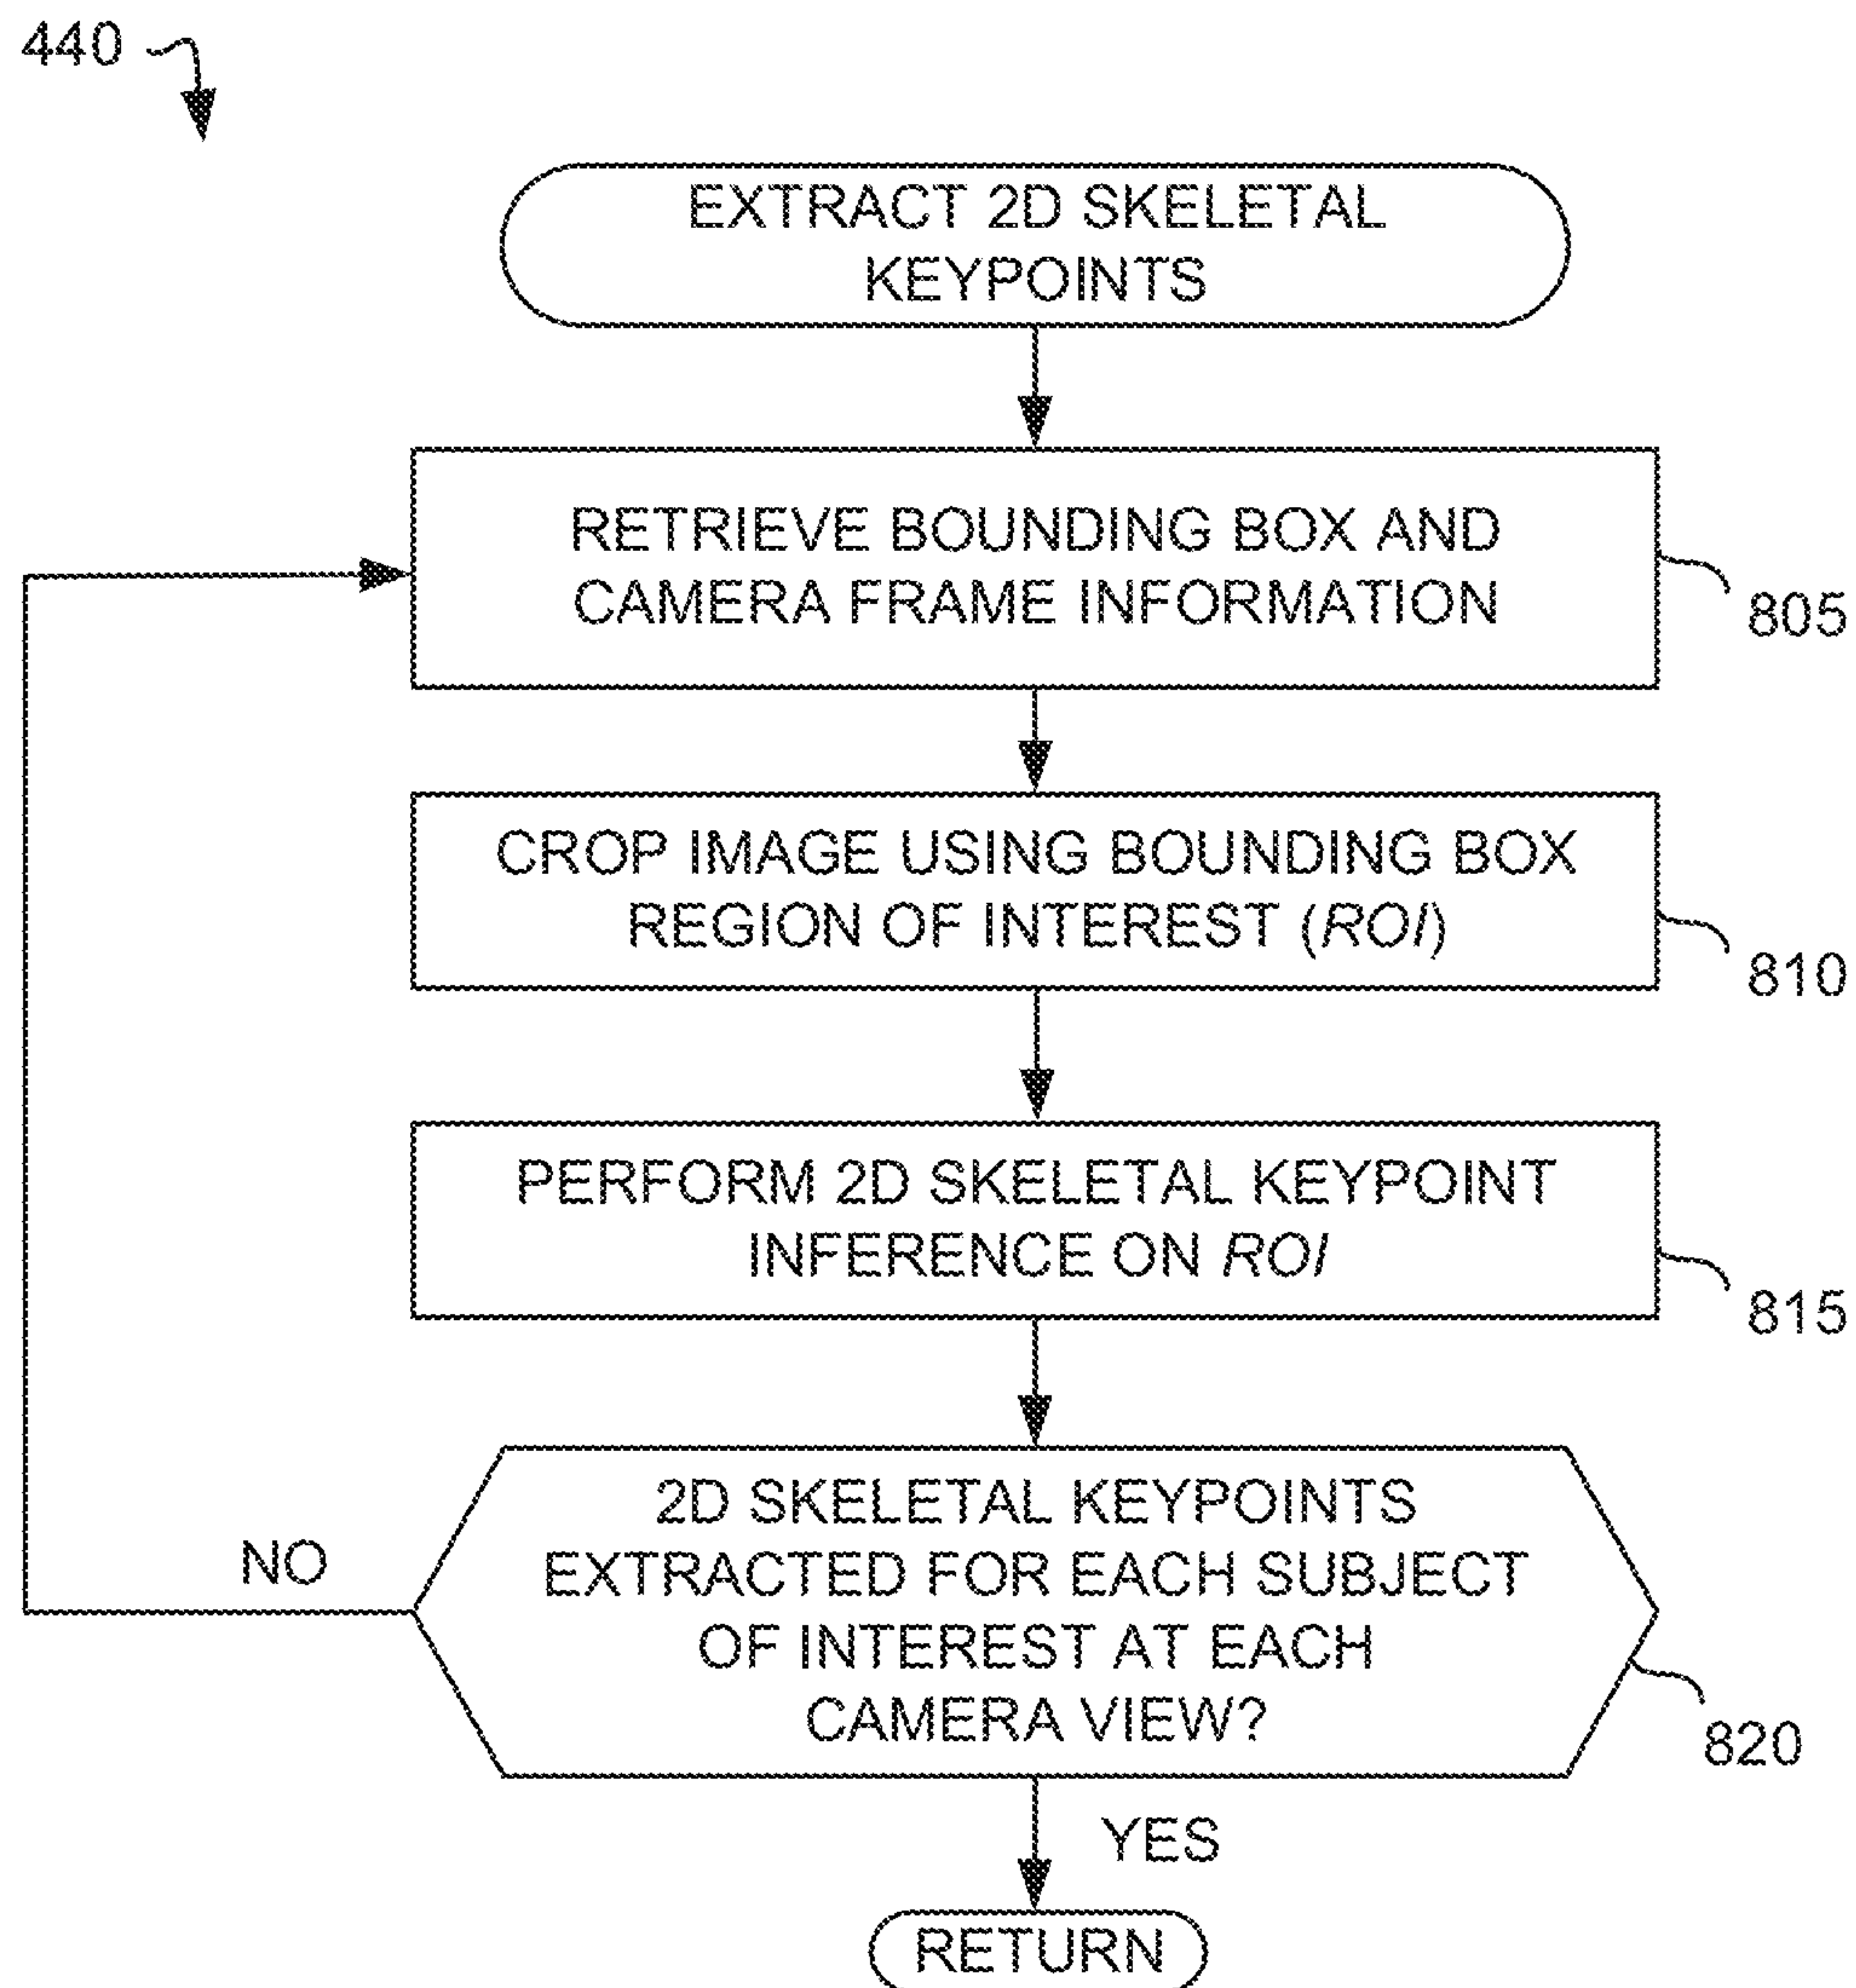 440
EXTRACT 2D SKELETAL
KEYPOINTS
RETRIEVE BOUNDING BOX AND
CAMERA FRAME INFORMATION
805
CROP IMAGE USING BOUNDING BOX
REGION OF INTEREST (ROI)
810
PERFORM 2D SKELETAL KEYPOINT
INFERENCE ON ROI
815
2D SKELETAL KEYPOINTS
EXTRACTED FOR EACH SUBJECT
OF INTEREST AT EACH
CAMERA VIEW?
NO
820
YES
RETURN